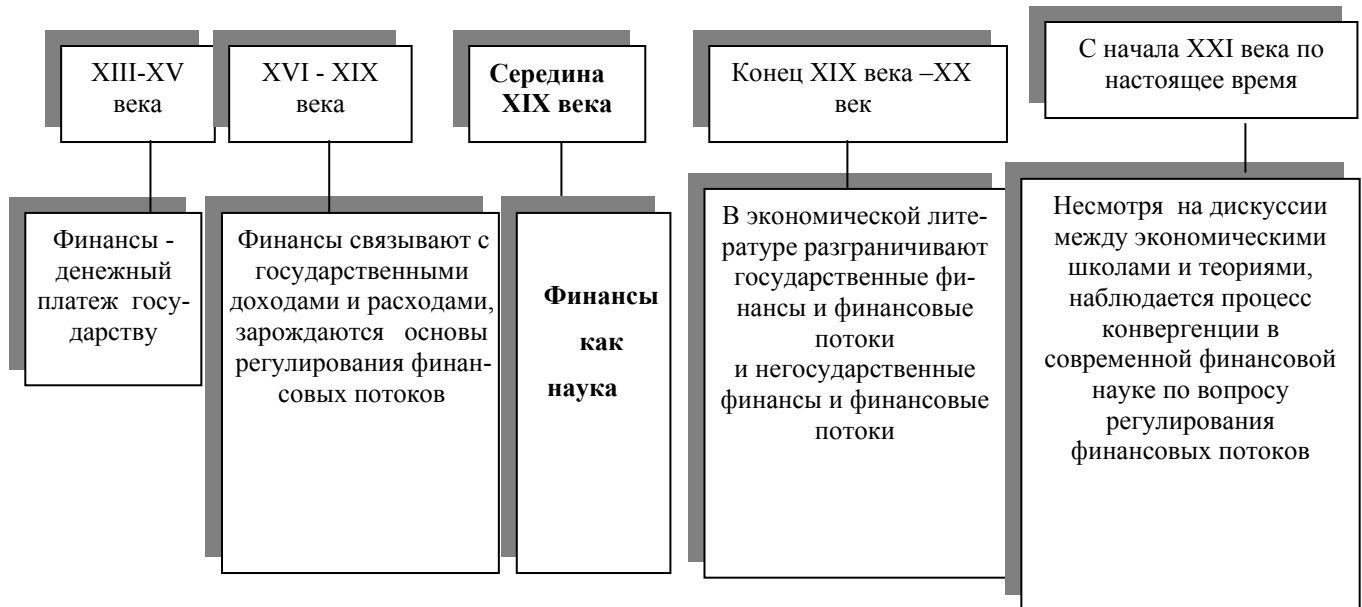 XIII-XV
века
XVI - XIX
века
Середина
XIX века
Конец XIX века –XX
век
С начала XXI века по
настоящее время
Финансы -
денежный
платеж госу-
дарству
Финансы связывают с
государственными
доходами и расходами,
зарождаются основы
регулирования финан-
совых потоков
Финансы
как
наука
В экономической лите-
ратуре разграничивают
государственные фи-
нансы и финансовые
потоки
и негосударственные
финансы и финансовые
потоки
Несмотря на дискуссии
между экономическими
школами и теориями,
наблюдается процесс
конвергенции в
современной финансовой
науке по вопросу
регулирования
финансовых потоков